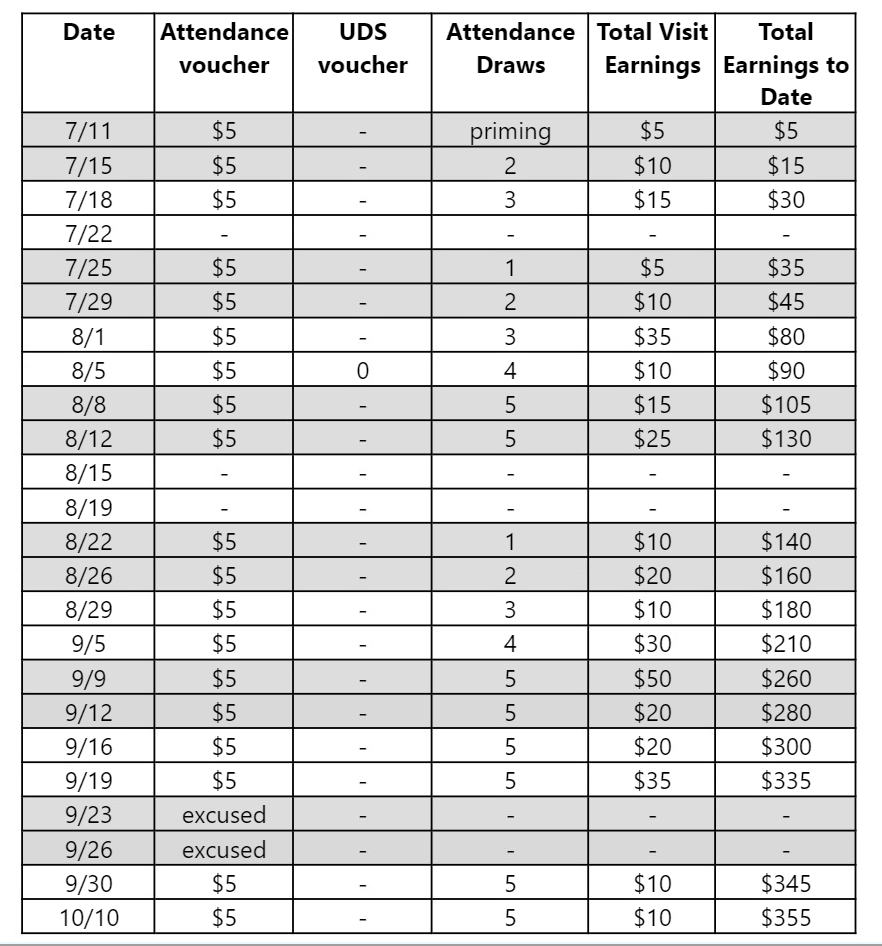 Date Attendance voucher UDS voucher Attendance Draws Total Visit Earnings Total Earnings to Date
7/11 $5 - priming $5 $5
7/15 $5 - 2 $10 $15
7/18 $5 - 3 $15 $30
7/22 - - - - -
7/25 $5 - 1 $5 $35
7/29 $5 - 2 $10 $45
8/1 $5 - 3 $35 $80
8/5 $5 0 4 $10 $90
8/8 $5 - 5 $15 $105
8/12 $5 - 5 $25 $130
8/15 - - - - -
8/19 - - - - -
8/22 $5 - 1 $10 $140
8/26 $5 - 2 $20 $160
8/29 $5 - 3 $10 $180
9/5 $5 - 4 $30 $210
9/9 $5 - 5 $50 $260
9/12 $5 - 5 $20 $280
9/16 $5 - 5 $20 $300
9/19 $5 - 5 $35 $335
9/23 excused - - - -
9/26 excused - - - -
9/30 $5 - 5 $10 $345
10/10 $5 - 5 $10 $355